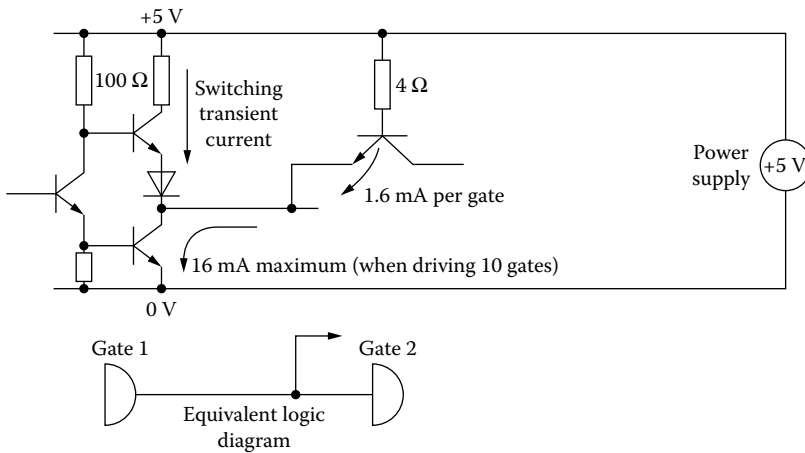 +5 V
100 Ω
Switching
transient
current
4 Ω
Power
supply
+5 V
1.6 mA per gate
16 mA maximum (when driving 10 gates)
0 V
Gate 1
Gate 2
Equivalent logic
diagram